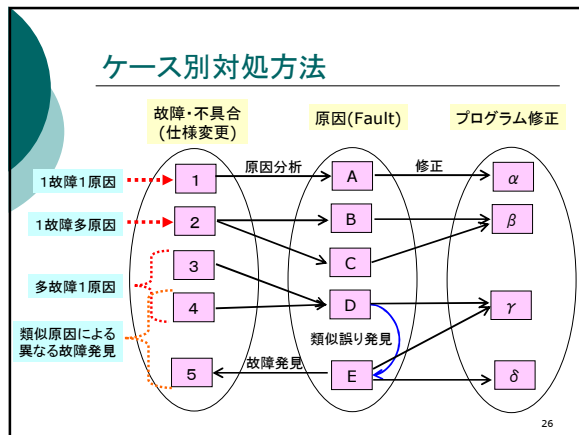 ケース別対処方法
故障・不具合
(仕様変更)
原因(Fault)
プログラム修正
1故障1原因
1
原因分析
A
修正
α
1故障多原因
2
B
β
C
3
多故障1原因
4
D
γ
類似原因による
異なる故障発見
類似誤り発見
5
故障発見
E
δ
26